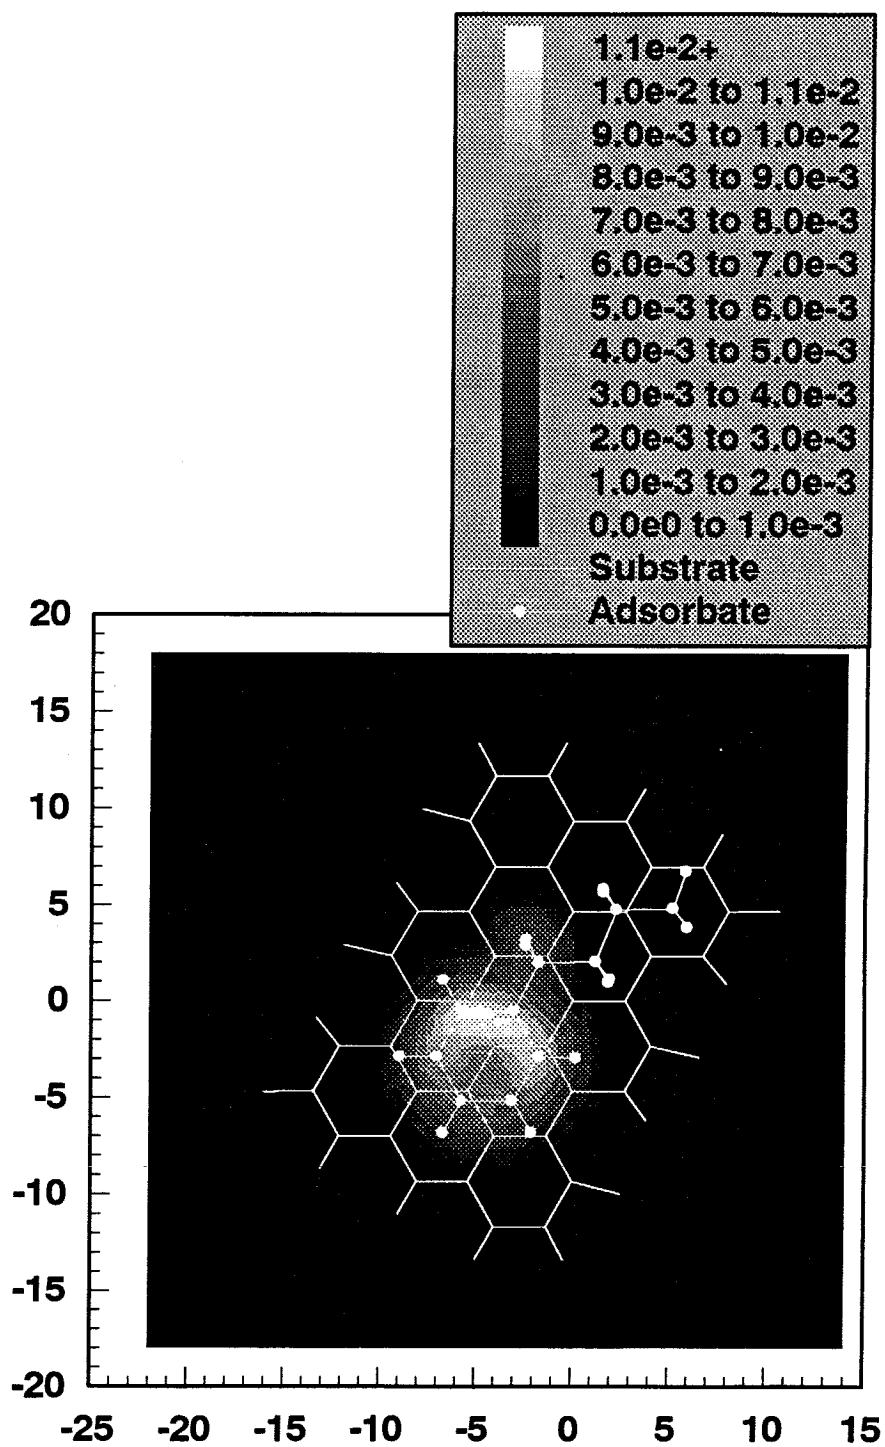 1.1e-2+
1.0e-2 to 1.1e-2
9.0e-3 to 1.0e-2
8.0e-3 to 9.0e-3
7.0e-3 to 8.0e-3
6.0e-3 to 7.0e-3
5.0e-3 to 6.0e-3
4.0e-3 to 5.0e-3
3.0e-3 to 4.0e-3
2.0e-3 to 3.0e-3
1.0e-3 to 2.0e-3
0.0e0 to 1.0e-3
Substrate
Adsorbate
20
15
10
5
0
-5
-10
-15
-20
-25 -20 -15 -10 -5 0 5 10 15